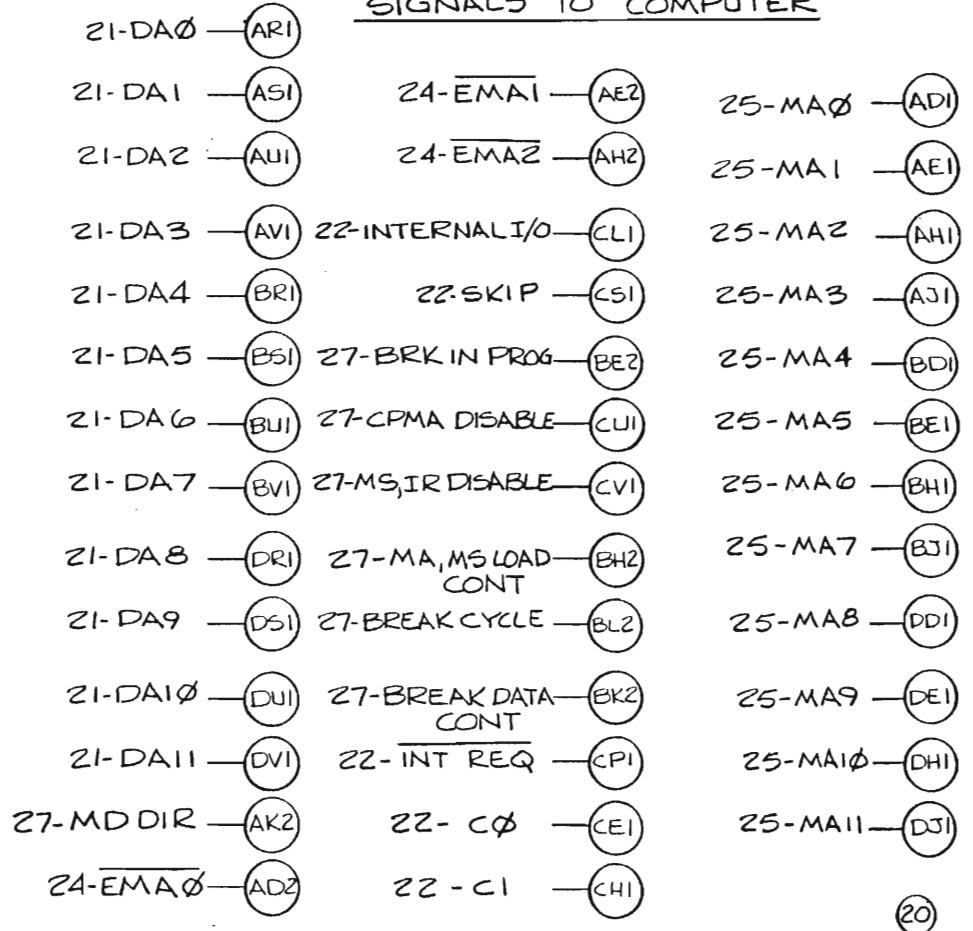 SIGNALS TO COMPUTER
21-DAØ AR1
21-DA1 AS1
21-DA2 AU1
21-DA3 AV1
21-DA4 BR1
21-DA5 BS1
21-DA6 BU1
21-DA7 BV1
21-DA8 DR1
21-DA9 DS1
21-DA1Ø DU1
21-DA11 DV1
27-MD DIR AK2
24-EMAØ AD2
24-EMA1 AE2
24-EMA2 AH2
22-INTERNAL I/O CL1
22-SKIP CS1
27-BRK IN PROG BE2
27-CPMA DISABLE CU1
27-MS,IR DISABLE CV1
27-MA,MS LOAD BH2
CONT
27-BREAK CYCLE BL2
27-BREAK DATA BK2
CONT
22-INT REQ CP1
22- CØ CE1
22 - C1 CH1
25-MAØ AD1
25-MA1 AE1
25-MA2 AH1
25-MA3 AJ1
25-MA4 BD1
25-MA5 BE1
25-MA6 BH1
25-MA7 BJ1
25-MA8 DD1
25-MA9 DE1
25-MA1Ø DH1
25-MA11 DJ1
20